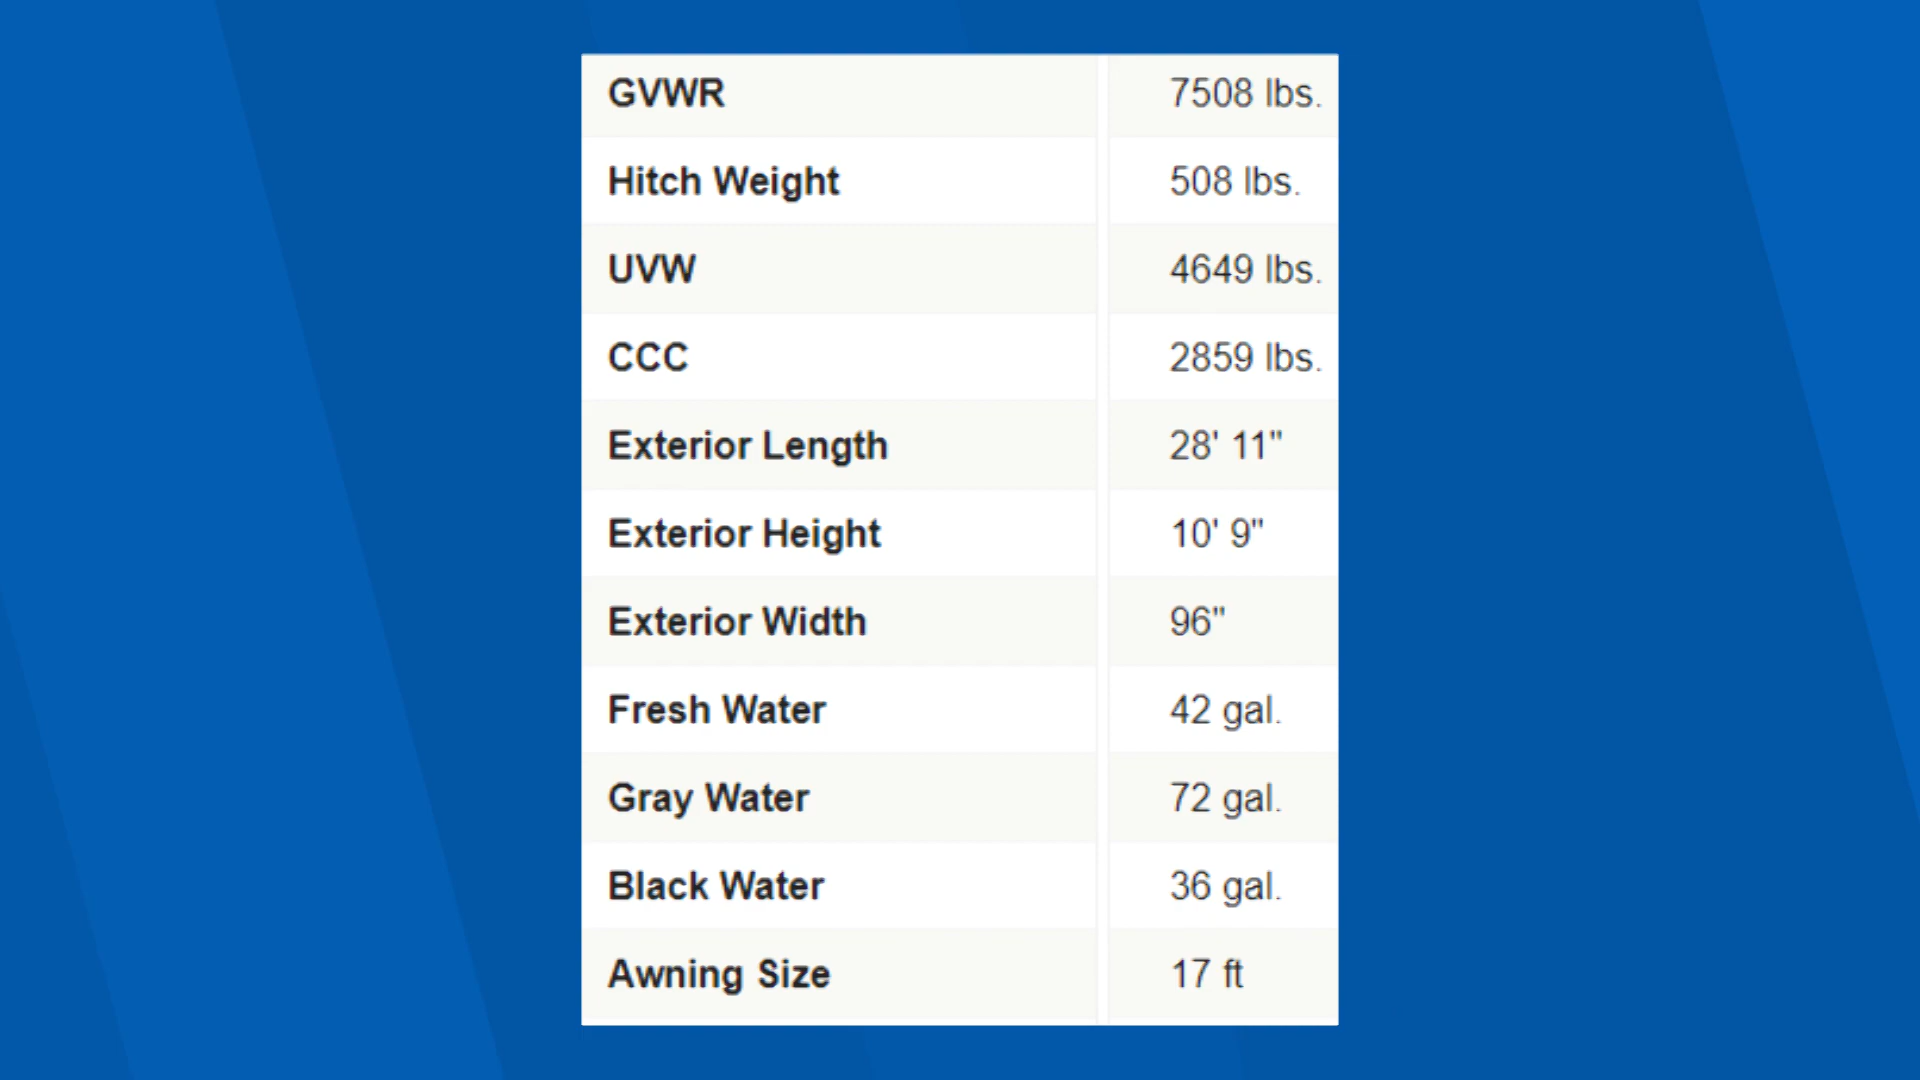 GVWR 7508 lbs.
Hitch Weight 508 lbs.
UVW 4649 lbs.
CCC 2859 lbs.
Exterior Length 28' 11"
Exterior Height 10' 9"
Exterior Width 96"
Fresh Water 42 gal.
Gray Water 72 gal.
Black Water 36 gal.
Awning Size 17 ft